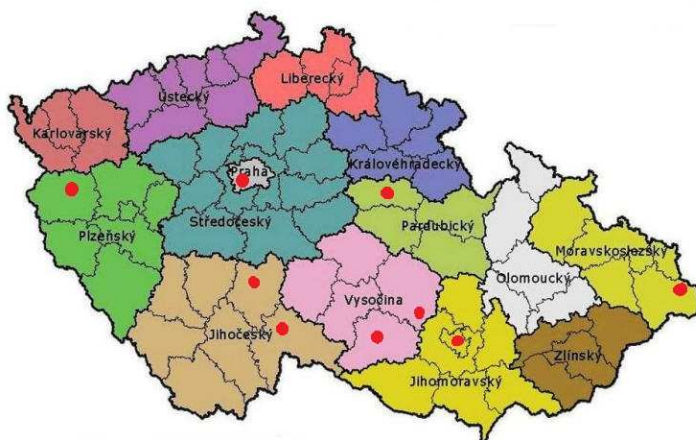 Liberecký
Ústecký
Karlovarský
Praha
Královéhradecký
Plzeňský
Středočeský
Pardubický
Moravskoslezský
Olomoucký
Vysočina
Jihočeský
Zlínský
Jihomoravský